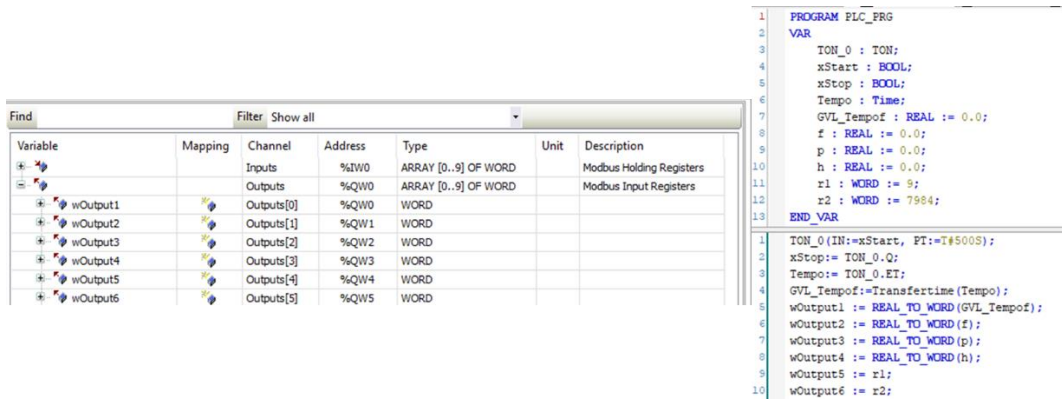 Find Filter Show all
Variable Mapping Channel Address Type Unit Description
Inputs %IW0 ARRAY [0..9] OF WORD Modbus Holding Registers
Outputs %QW0 ARRAY [0..9] OF WORD Modbus Input Registers
wOutput1 Outputs[0] %QW0 WORD
wOutput2 Outputs[1] %QW1 WORD
wOutput3 Outputs[2] %QW2 WORD
wOutput4 Outputs[3] %QW3 WORD
wOutput5 Outputs[4] %QW4 WORD
wOutput6 Outputs[5] %QW5 WORD
1 PROGRAM PLC_PRG
2 VAR
3 TON_0 : TON;
4 xStart : BOOL;
5 xStop : BOOL;
6 Tempo : Time;
7 GVL_Tempof : REAL := 0.0;
8 f : REAL := 0.0;
9 p : REAL := 0.0;
10 h : REAL := 0.0;
11 r1 : WORD := 9;
12 r2 : WORD := 7984;
13 END_VAR
1 TON_0(IN:=xStart, PT:=T#500S);
2 xStop:= TON_0.Q;
3 Tempo:= TON_0.ET;
4 GVL_Tempof:=Transfertime(Tempo);
5 wOutput1 := REAL_TO_WORD(GVL_Tempof);
6 wOutput2 := REAL_TO_WORD(f);
7 wOutput3 := REAL_TO_WORD(p);
8 wOutput4 := REAL_TO_WORD(h);
9 wOutput5 := r1;
10 wOutput6 := r2;